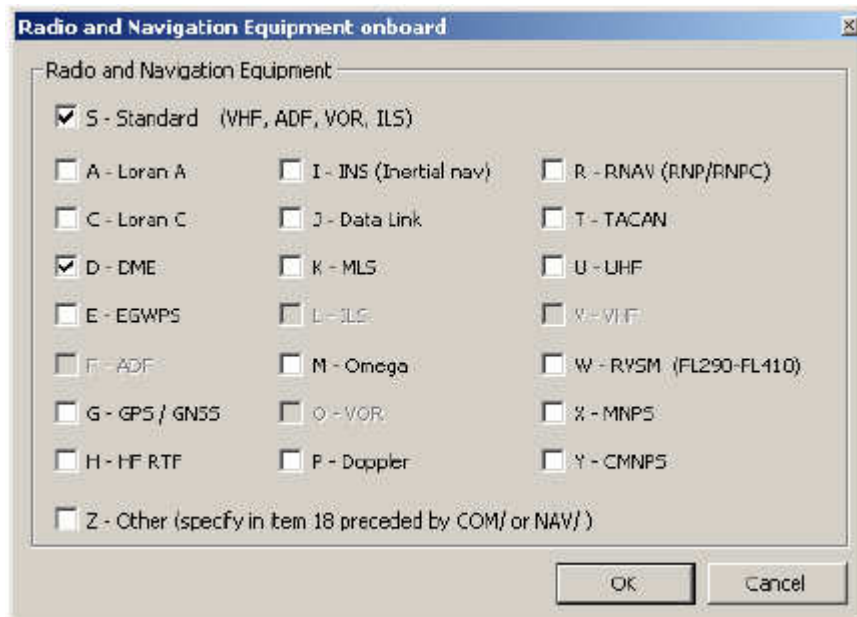 Radio and Navigation Equipment onboard
Radio and Navigation Equipment
S - Standard (VHF, ADF, VOR, ILS)
A - Loran A I - INS (Inertial nav) R - RNAV (RNP/RNPC)
C - Loran C J - Data Link T - TACAN
D - DME K - MLS U - UHF
E - EGWPS L - ILS V - VHF
F - ADF M - Omega W - RVSM (FL290-FL410)
G - GPS / GNSS O - VOR X - MNPS
H - HF RTF P - Doppler Y - CMNPS
Z - Other (specify in item 18 preceded by COM/ or NAV/ )
OK Cancel